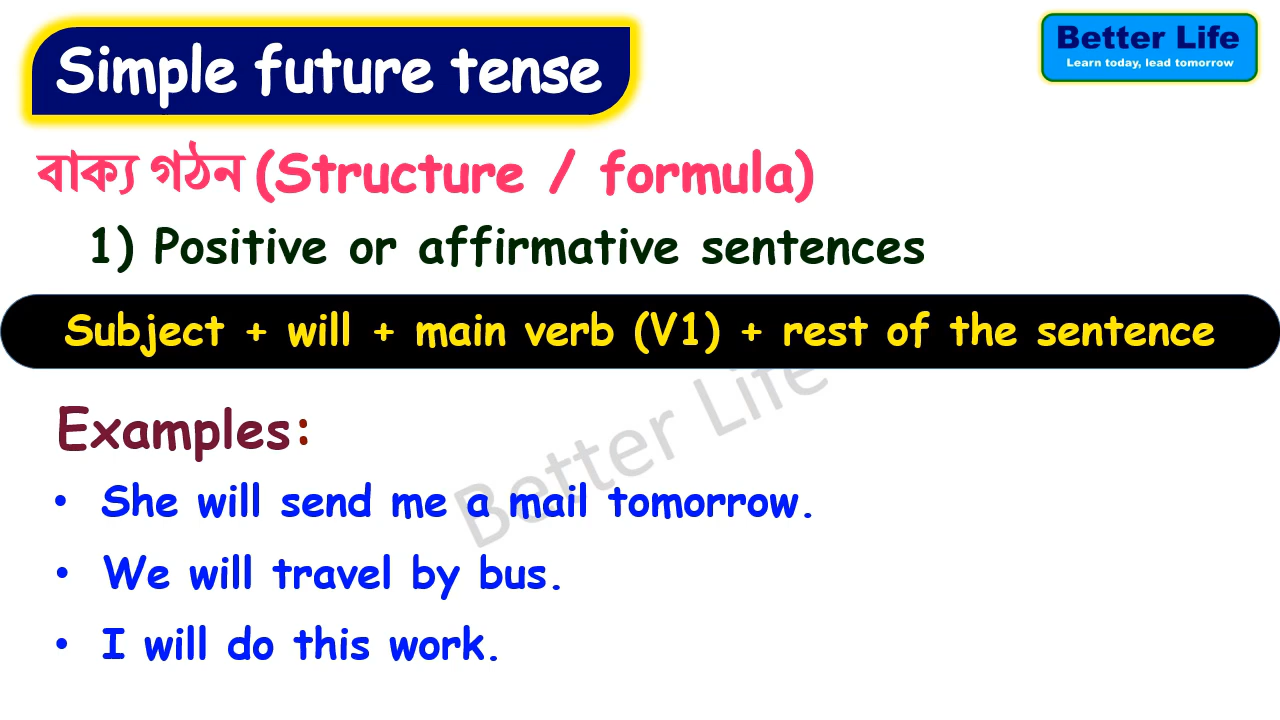 Simple future tense
Better Life
Learn today, lead tomorrow
বাক্য গঠন (Structure / formula)
1) Positive or affirmative sentences
Subject + will + main verb (V1) + rest of the sentence
Better Life
Examples:
• She will send me a mail tomorrow.
• We will travel by bus.
• I will do this work.